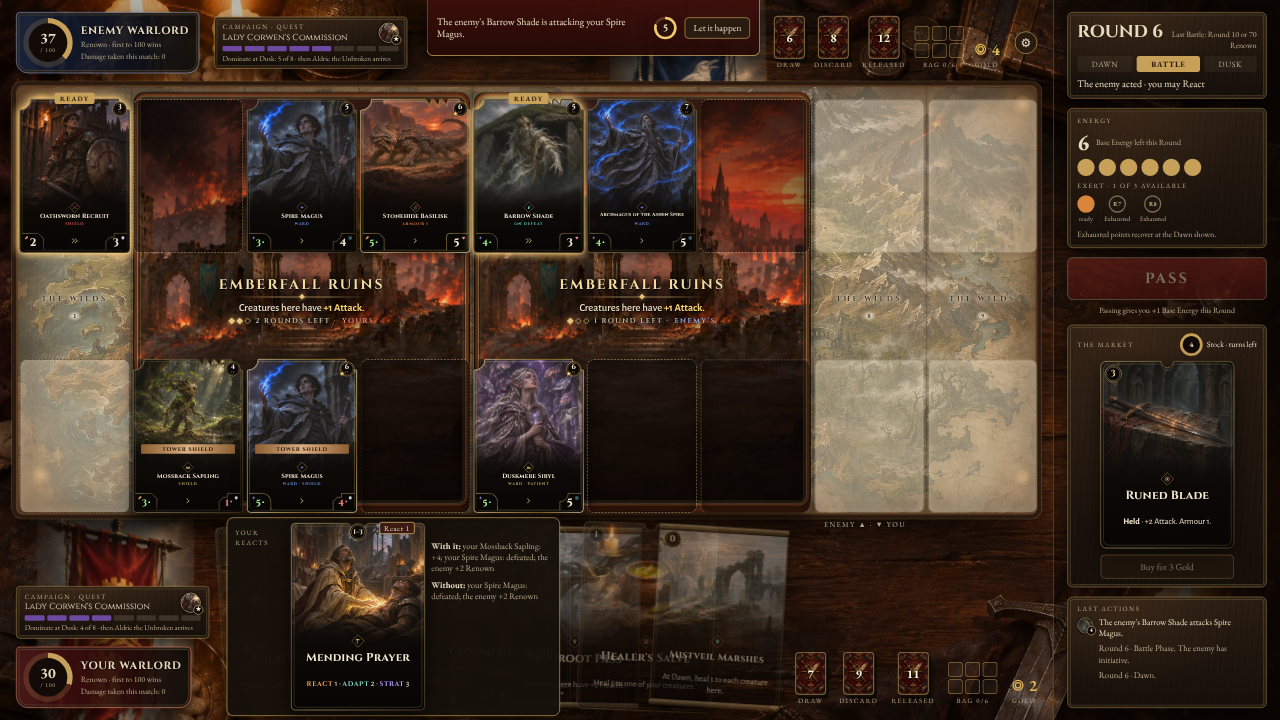 37
/ 100
ENEMY WARLORD
Renown · first to 100 wins
Damage taken this match: 0
CAMPAIGN · QUEST
LADY CORWEN'S COMMISSION
Dominate at Dusk: 5 of 8 · then Aldric the Unbroken arrives
The enemy's Barrow Shade is attacking your Spire
Magus.
5
Let it happen
6
DRAW
8
DISCARD
12
RELEASED
BAG 0/6
4
GOLD
ROUND 6
Last Battle: Round 10 or 70
Renown
DAWN
BATTLE
DUSK
The enemy acted · you may React
ENERGY
6
Base Energy left this Round
EXERT · 1 OF 3 AVAILABLE
ready
R7
Exhausted
R8
Exhausted
Exhausted points recover at the Dawn shown.
PASS
Passing gives you +1 Base Energy this Round
THE MARKET
4
Stock · turns left
3
RUNED BLADE
Held · +2 Attack. Armour 1.
Buy for 3 Gold
LAST ACTIONS
The enemy's Barrow Shade attacks Spire
Magus.
Round 6 · Battle Phase. The enemy has
initiative.
Round 6 · Dawn.
READY
3
OATHSWORN RECRUIT
SHIELD
2
3
5
SPIRE MAGUS
WARD
3
4
6
STONEHIDE BASILISK
ARMOUR 1
5
5
READY
5
BARROW SHADE
ON DEFEAT
4
3
7
ARCHMAGUS OF THE ASHEN SPIRE
WARD
4
5
THE WILDS
1
EMBERFALL RUINS
Creatures here have +1 Attack.
2 ROUNDS LEFT · YOURS
EMBERFALL RUINS
Creatures here have +1 Attack.
1 ROUND LEFT · ENEMY'S
THE WILDS
8
THE WILDS
9
4
TOWER SHIELD
MOSSBACK SAPLING
SHIELD
3
1
6
TOWER SHIELD
SPIRE MAGUS
WARD · SHIELD
5
4
6
DUSKMERE SIBYL
WARD · PATIENT
5
5
ENEMY ▲ · ▼ YOU
YOUR
REACTS
1-3
React 1
MENDING PRAYER
REACT 1 · ADAPT 2 · STRAT 3
With it: your Mossback Sapling:
+4; your Spire Magus: defeated; the
enemy +2 Renown
Without: your Spire Magus:
defeated; the enemy +2 Renown
1
HEALER'S
0
MISTVEIL MARSHES
At Dawn, heal 1 to each creature
here.
CAMPAIGN · QUEST
LADY CORWEN'S COMMISSION
Dominate at Dusk: 4 of 8 · then Aldric the Unbroken arrives
30
/ 100
YOUR WARLORD
Renown · first to 100 wins
Damage taken this match: 0
7
DRAW
9
DISCARD
11
RELEASED
BAG 0/6
2
GOLD